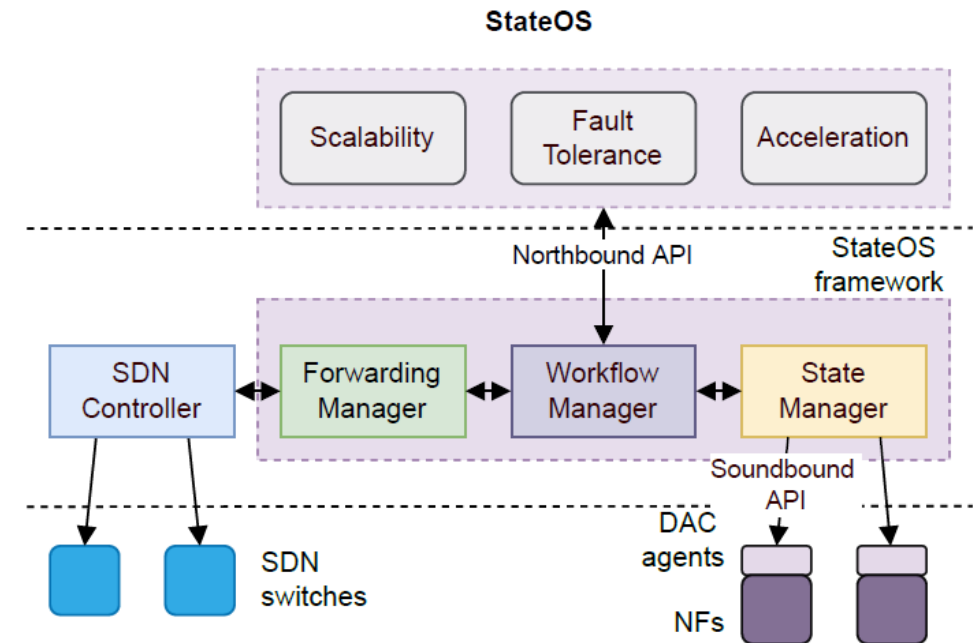 StateOS
Scalability
Fault
Tolerance
Acceleration
Northbound API
StateOS
framework
SDN
Controller
Forwarding
Manager
Workflow
Manager
State
Manager
Soundbound
API
SDN
switches
DAC
agents
NFs